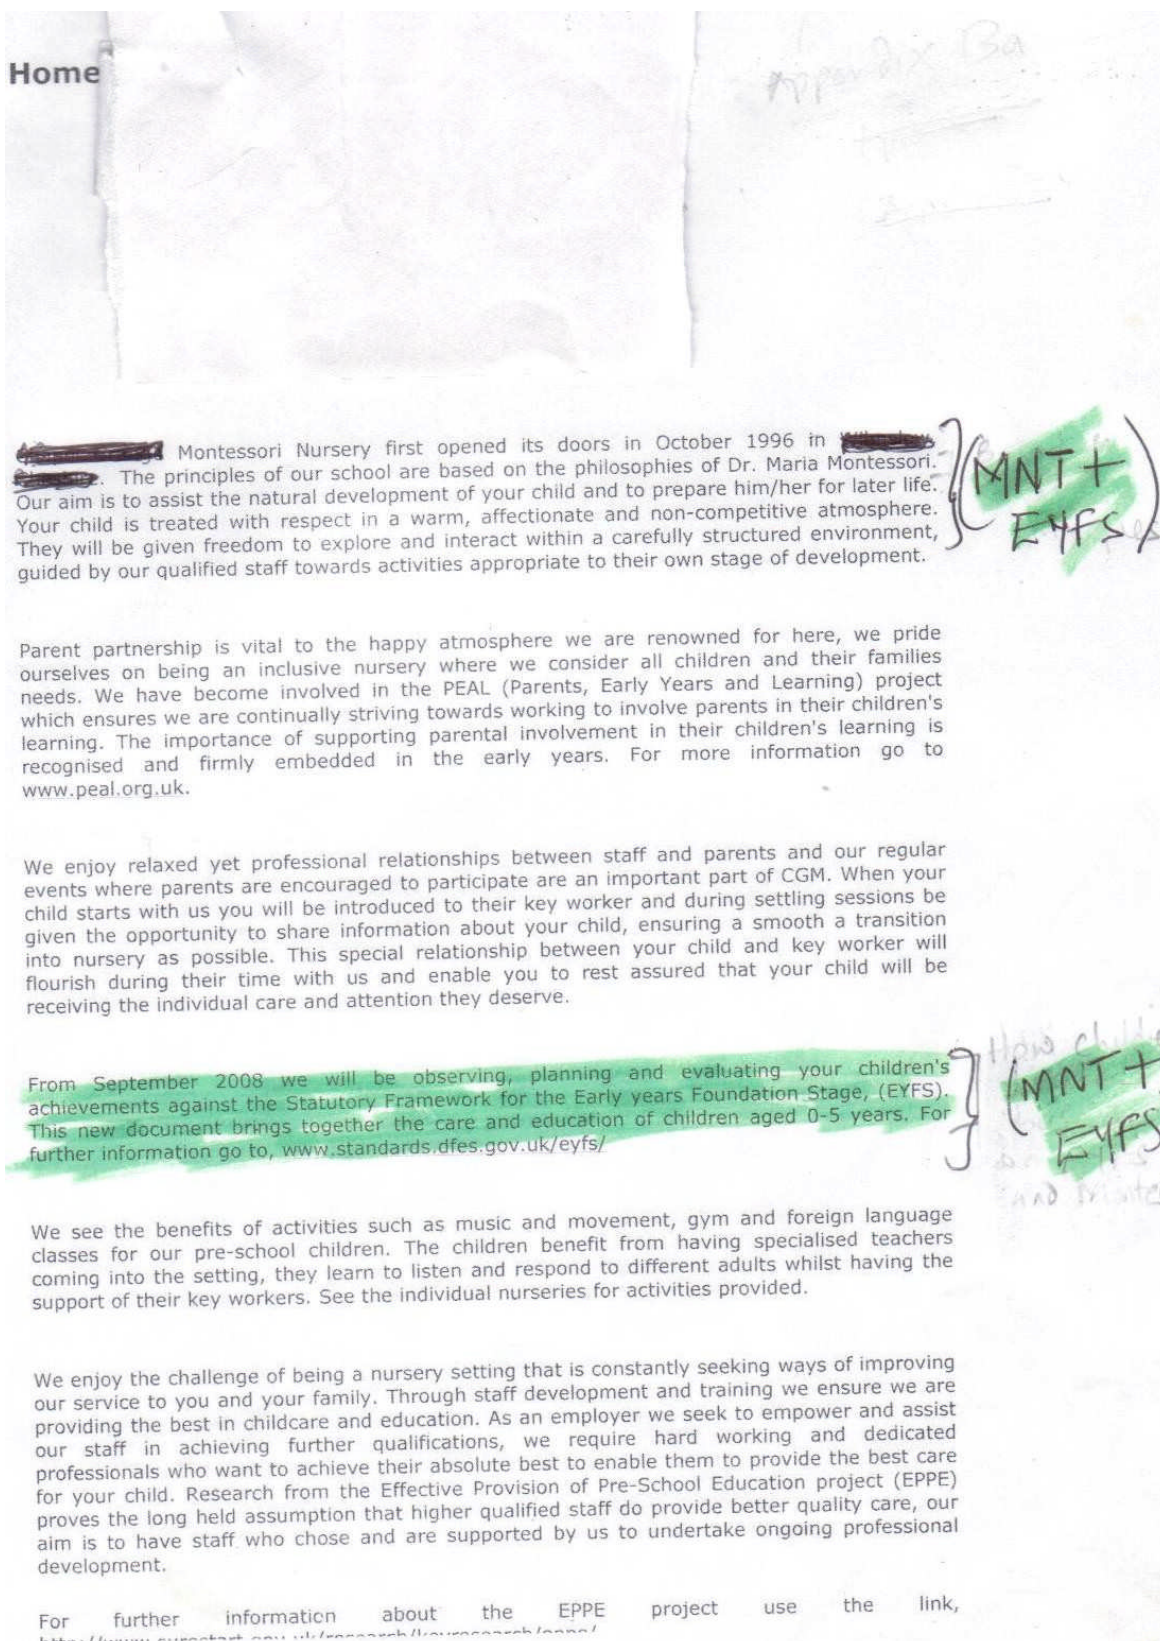 Home
Appendix Ba
Montessori Nursery first opened its doors in October 1996 in
. The principles of our school are based on the philosophies of Dr. Maria Montessori.
Our aim is to assist the natural development of your child and to prepare him/her for later life.
Your child is treated with respect in a warm, affectionate and non-competitive atmosphere.
They will be given freedom to explore and interact within a carefully structured environment,
guided by our qualified staff towards activities appropriate to their own stage of development.
(MNT +
EYFS)
Parent partnership is vital to the happy atmosphere we are renowned for here, we pride
ourselves on being an inclusive nursery where we consider all children and their families
needs. We have become involved in the PEAL (Parents, Early Years and Learning) project
which ensures we are continually striving towards working to involve parents in their children's
learning. The importance of supporting parental involvement in their children's learning is
recognised and firmly embedded in the early years. For more information go to
www.peal.org.uk.
We enjoy relaxed yet professional relationships between staff and parents and our regular
events where parents are encouraged to participate are an important part of CGM. When your
child starts with us you will be introduced to their key worker and during settling sessions be
given the opportunity to share information about your child, ensuring a smooth a transition
into nursery as possible. This special relationship between your child and key worker will
flourish during their time with us and enable you to rest assured that your child will be
receiving the individual care and attention they deserve.
From September 2008 we will be observing, planning and evaluating your children's
achievements against the Statutory Framework for the Early years Foundation Stage, (EYFS).
This new document brings together the care and education of children aged 0-5 years. For
further information go to, www.standards.dfes.gov.uk/eyfs/
How
(MNT +
EYFS
and
We see the benefits of activities such as music and movement, gym and foreign language
classes for our pre-school children. The children benefit from having specialised teachers
coming into the setting, they learn to listen and respond to different adults whilst having the
support of their key workers. See the individual nurseries for activities provided.
We enjoy the challenge of being a nursery setting that is constantly seeking ways of improving
our service to you and your family. Through staff development and training we ensure we are
providing the best in childcare and education. As an employer we seek to empower and assist
our staff in achieving further qualifications, we require hard working and dedicated
professionals who want to achieve their absolute best to enable them to provide the best care
for your child. Research from the Effective Provision of Pre-School Education project (EPPE)
proves the long held assumption that higher qualified staff do provide better quality care, our
aim is to have staff who chose and are supported by us to undertake ongoing professional
development.
For further information about the EPPE project use the link,